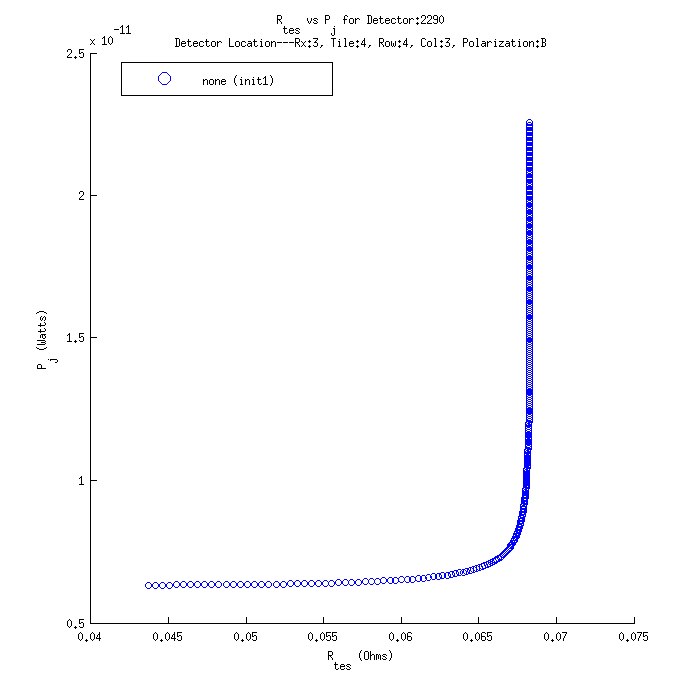 R_tes vs P_j for Detector:2290
Detector Location---Rx:3, Tile:4, Row:4, Col:3, Polarization:B
x 10^-11
none (init1)
2.5
2
1.5
1
0.5
P_j (Watts)
0.04 0.045 0.05 0.055 0.06 0.065 0.07 0.075
R_tes (Ohms)